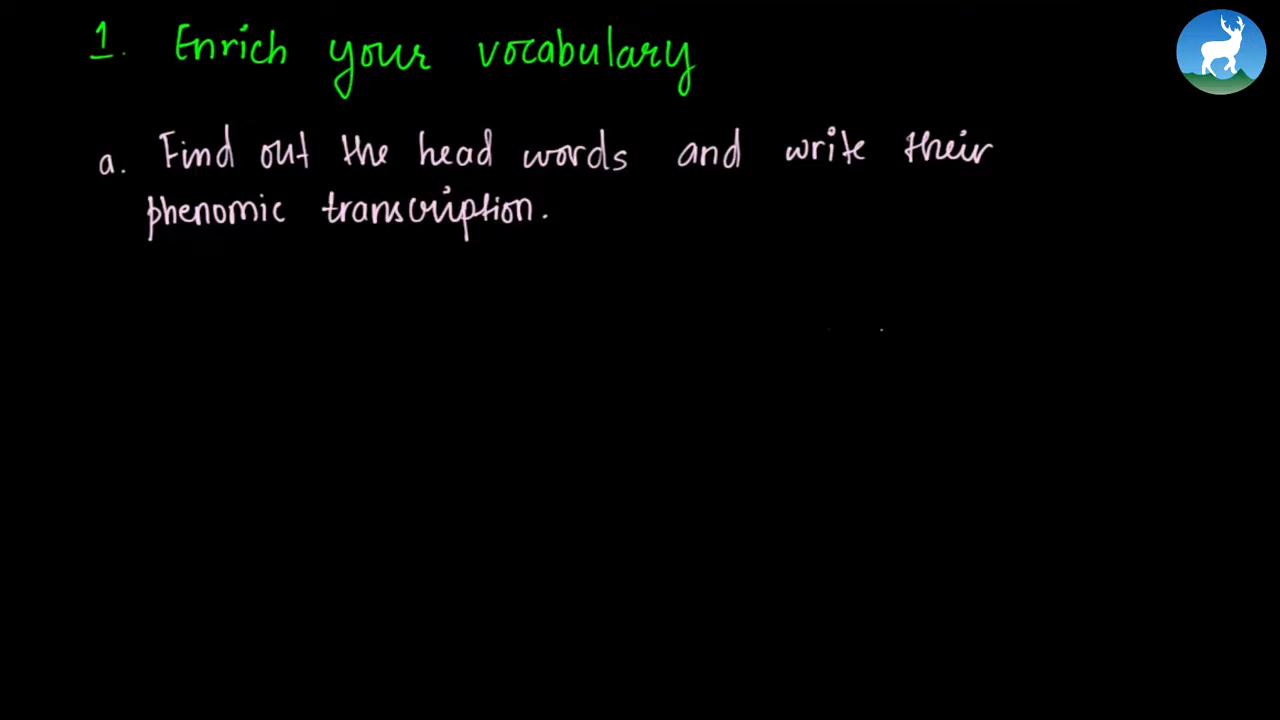 1. Enrich your vocabulary
a. Find out the head words and write their
phenomic transcription.